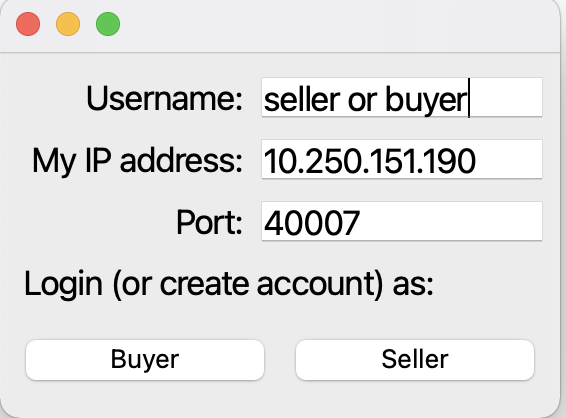 Username: seller or buyer
My IP address: 10.250.151.190
Port: 40007
Login (or create account) as:
Buyer Seller